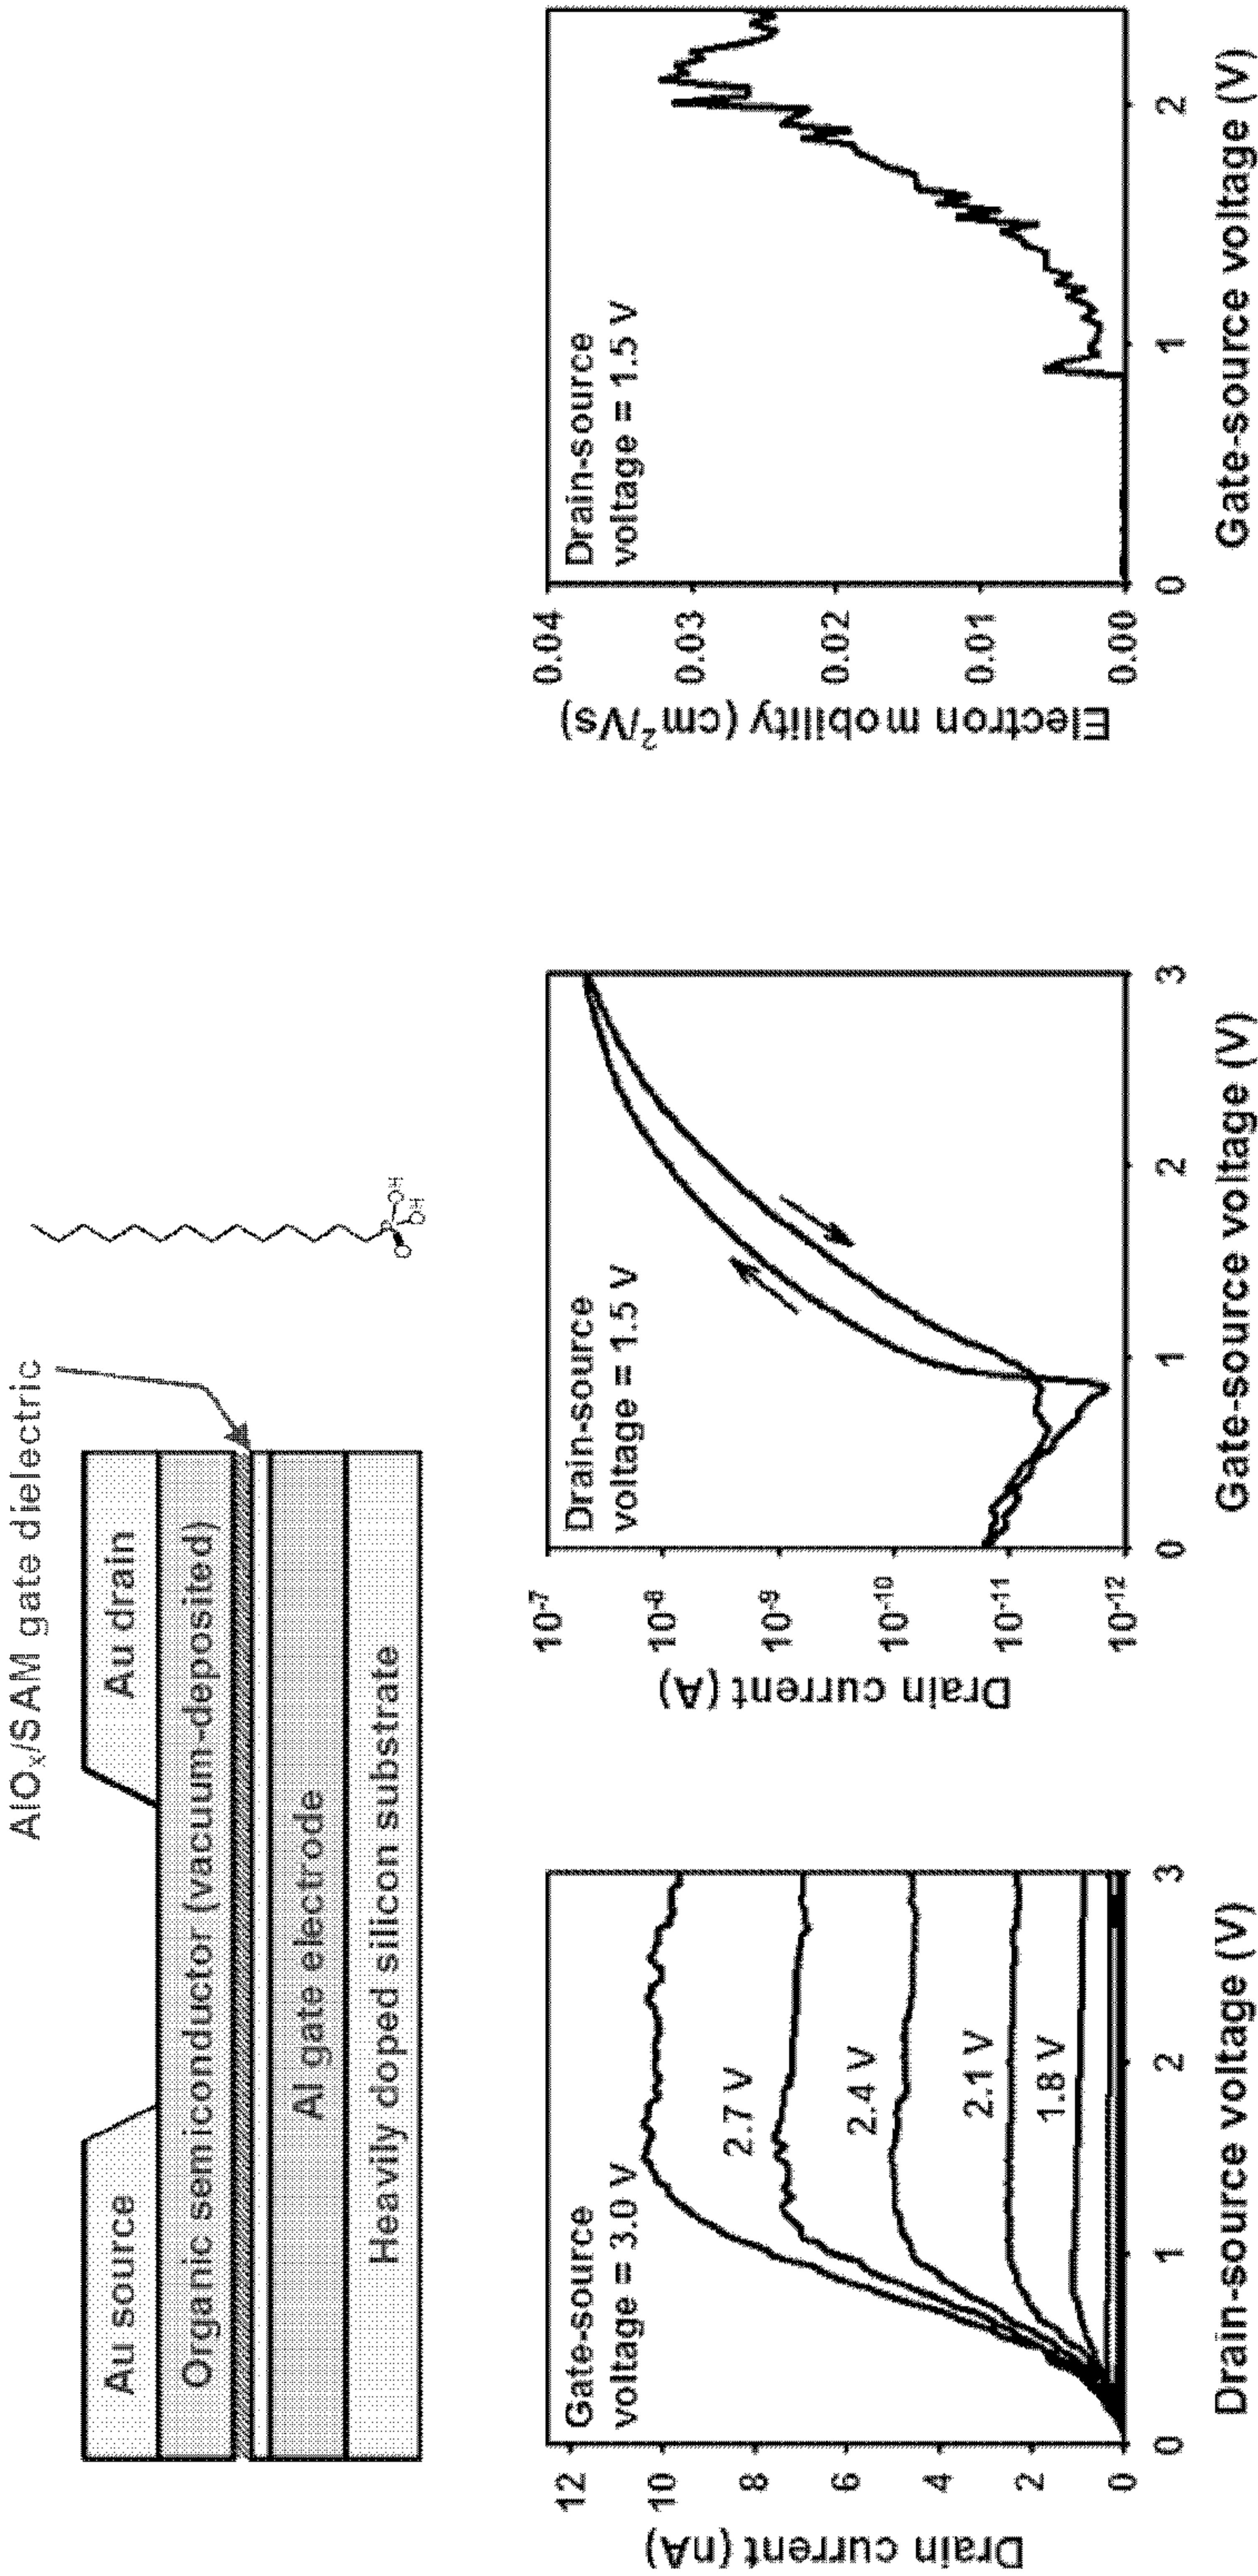 AlOₓ/SAM gate dielectric
Au source
Au drain
Organic semiconductor (vacuum-deposited)
Al gate electrode
Heavily doped silicon substrate
O
P
OH
OH
Drain current (nA)
12
10
8
6
4
2
0
Gate-source
voltage = 3.0 V
2.7 V
2.4 V
2.1 V
1.8 V
0
1
2
3
Drain-source voltage (V)
Drain current (A)
10⁻⁷
10⁻⁸
10⁻⁹
10⁻¹⁰
10⁻¹¹
10⁻¹²
Drain-source
voltage = 1.5 V
0
1
2
3
Gate-source voltage (V)
Electron mobility (cm²/Vs)
0.04
0.03
0.02
0.01
0.00
Drain-source
voltage = 1.5 V
0
1
2
Gate-source voltage (V)